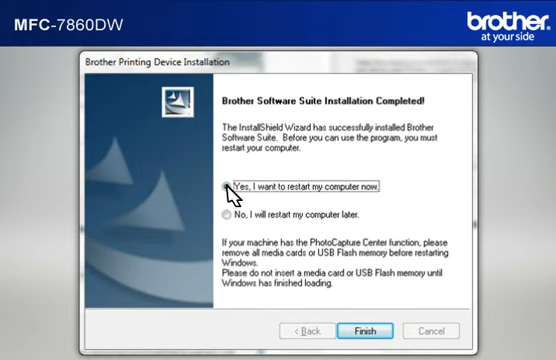 MFC-7860DW
brother
at your side
Brother Printing Device Installation
Brother Software Suite Installation Completed!
The InstallShield Wizard has successfully installed Brother
Software Suite. Before you can use the program, you must
restart your computer.
Yes, I want to restart my computer now.
No, I will restart my computer later.
If your machine has the PhotoCapture Center function, please
remove all media cards or USB Flash memory before restarting
Windows.
Please do not insert a media card or USB Flash memory until
Windows has finished loading.
< Back
Finish
Cancel